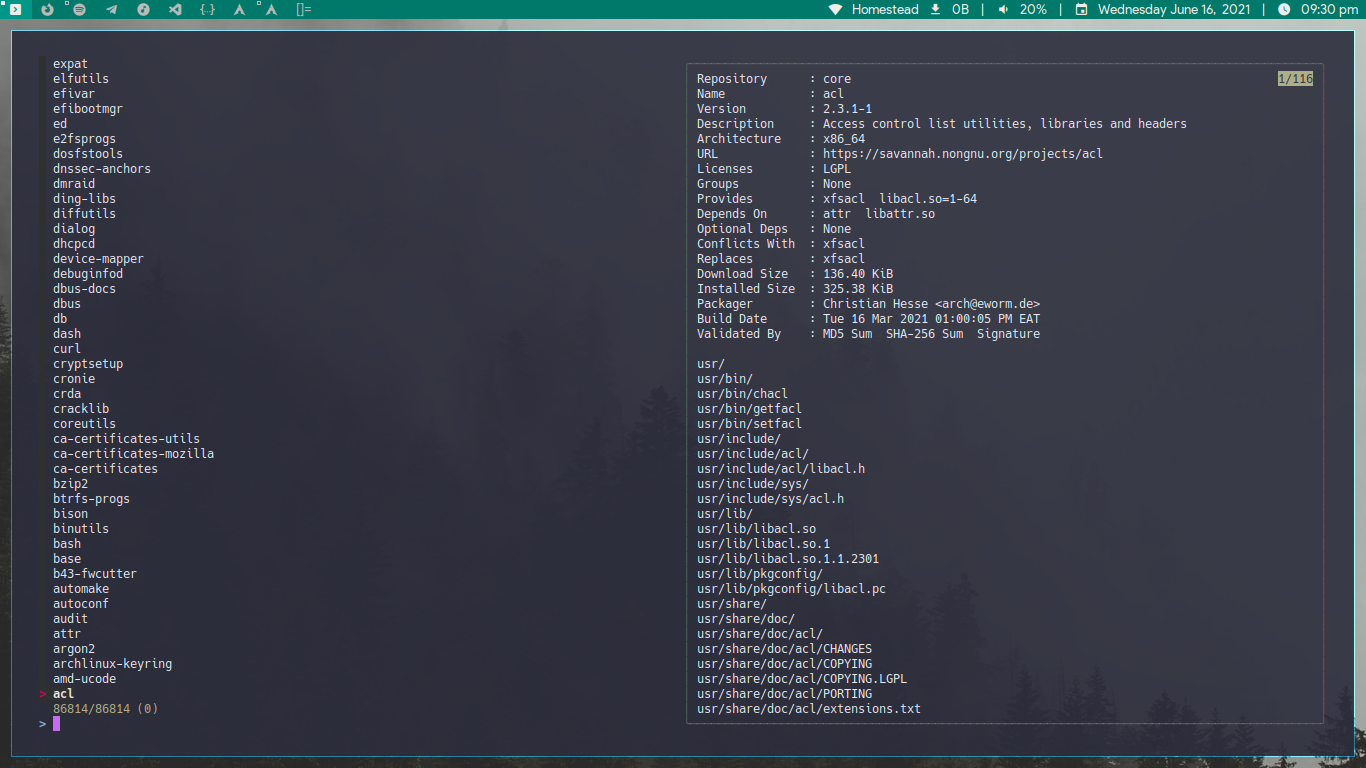 {..} []= Homestead 0B | 20% | Wednesday June 16, 2021 | 09:30 pm
expat
elfutils
efivar
efibootmgr
ed
e2fsprogs
dosfstools
dnssec-anchors
dmraid
ding-libs
diffutils
dialog
dhcpcd
device-mapper
debuginfod
dbus-docs
dbus
db
dash
curl
cryptsetup
cronie
crda
cracklib
coreutils
ca-certificates-utils
ca-certificates-mozilla
ca-certificates
bzip2
btrfs-progs
bison
binutils
bash
base
b43-fwcutter
automake
autoconf
audit
attr
argon2
archlinux-keyring
amd-ucode
> acl
86814/86814 (0)
>
Repository : core 1/116
Name : acl
Version : 2.3.1-1
Description : Access control list utilities, libraries and headers
Architecture : x86_64
URL : https://savannah.nongnu.org/projects/acl
Licenses : LGPL
Groups : None
Provides : xfsacl libacl.so=1-64
Depends On : attr libattr.so
Optional Deps : None
Conflicts With : xfsacl
Replaces : xfsacl
Download Size : 136.40 KiB
Installed Size : 325.38 KiB
Packager : Christian Hesse <arch@eworm.de>
Build Date : Tue 16 Mar 2021 01:00:05 PM EAT
Validated By : MD5 Sum SHA-256 Sum Signature
usr/
usr/bin/
usr/bin/chacl
usr/bin/getfacl
usr/bin/setfacl
usr/include/
usr/include/acl/
usr/include/acl/libacl.h
usr/include/sys/
usr/include/sys/acl.h
usr/lib/
usr/lib/libacl.so
usr/lib/libacl.so.1
usr/lib/libacl.so.1.1.2301
usr/lib/pkgconfig/
usr/lib/pkgconfig/libacl.pc
usr/share/
usr/share/doc/
usr/share/doc/acl/
usr/share/doc/acl/CHANGES
usr/share/doc/acl/COPYING
usr/share/doc/acl/COPYING.LGPL
usr/share/doc/acl/PORTING
usr/share/doc/acl/extensions.txt